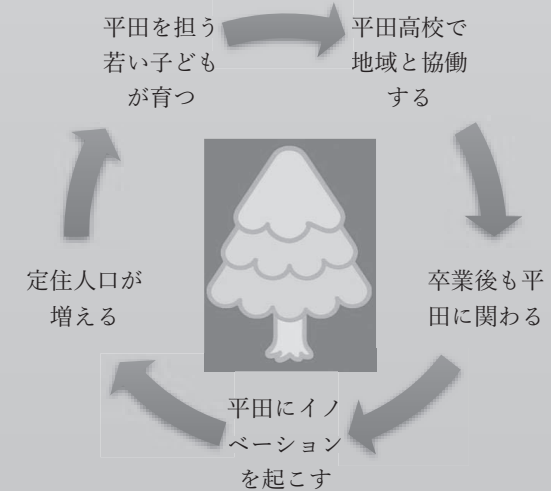 平田を担う
若い子ども
が育つ
平田高校で
地域と協働
する
卒業後も平
田に関わる
平田にイノ
ベーション
を起こす
定住人口が
増える